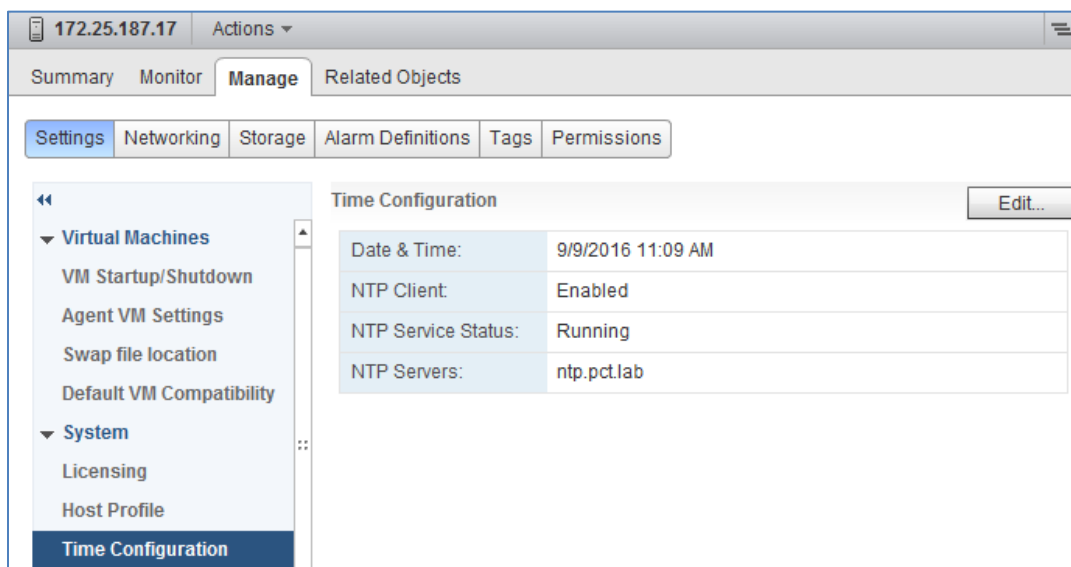 172.25.187.17 Actions
Summary Monitor Manage Related Objects
Settings Networking Storage Alarm Definitions Tags Permissions
Time Configuration Edit...
Virtual Machines
VM Startup/Shutdown
Agent VM Settings
Swap file location
Default VM Compatibility
System
Licensing
Host Profile
Time Configuration
Date & Time: 9/9/2016 11:09 AM
NTP Client: Enabled
NTP Service Status: Running
NTP Servers: ntp.pct.lab